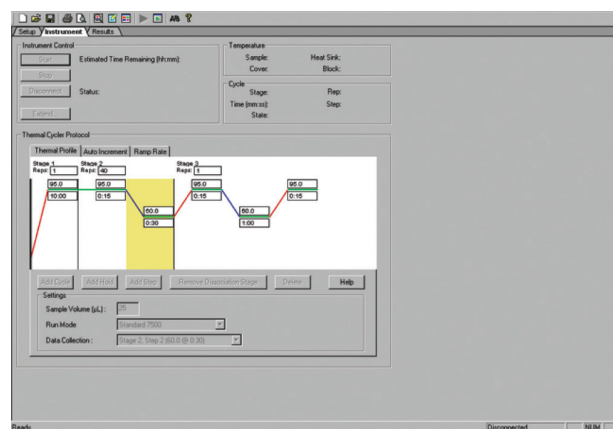 Setup Instrument Results
Instrument Control
Start
Estimated Time Remaining (hh:mm):
Stop
Disconnect
Status:
Extend...
Temperature
Sample: Heat Sink:
Cover: Block:
Cycle
Stage: Rep:
Time (mm:ss): Step:
State:
Thermal Cycler Protocol
Thermal Profile Auto Increment Ramp Rate
Stage 1 Stage 2 Stage 3
Reps: 1 Reps: 40 Reps: 1
95.0 95.0 95.0 95.0
10:00 0:15 0:15 0:15
60.0 60.0
0:30 1:00
Add Cycle Add Hold Add Step Remove Dissociation Stage Delete Help
Settings
Sample Volume (µL) : 25
Run Mode Standard 7500
Data Collection : Stage 2, Step 2 (60.0 @ 0:30)
Ready Disconnected NUM